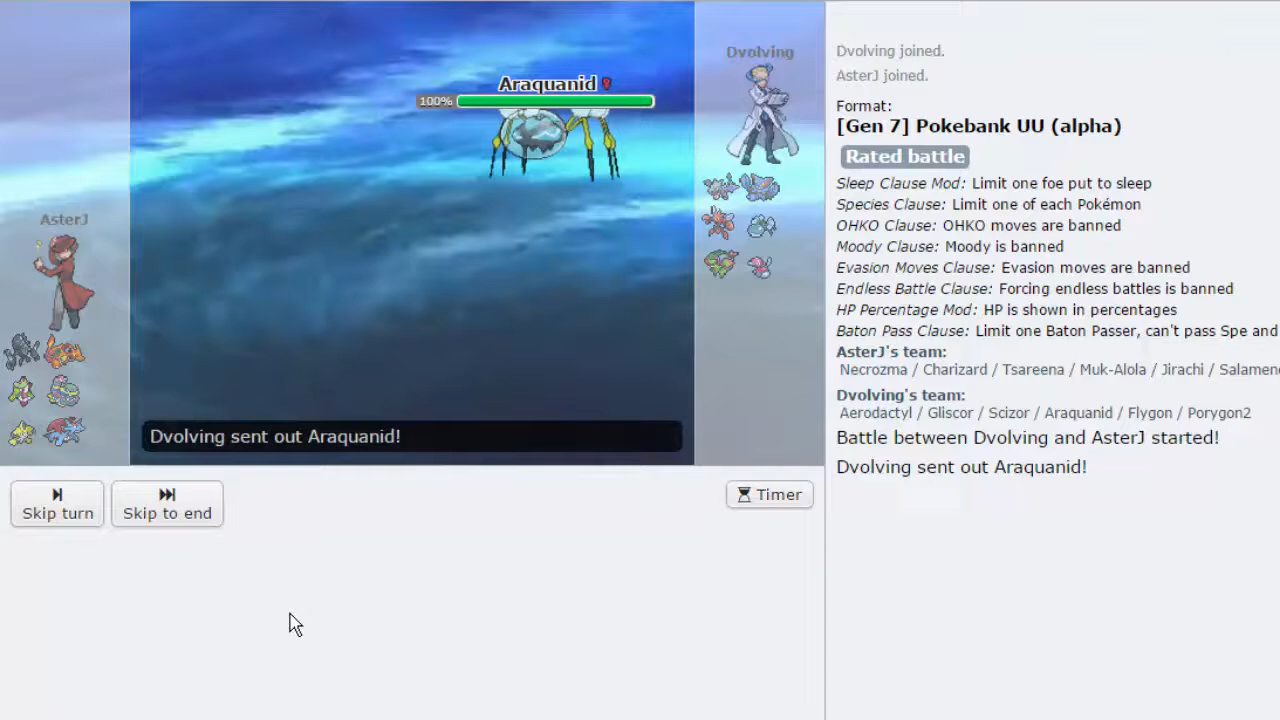 Dvolving
Araquanid
100%
AsterJ
Dvolving sent out Araquanid!
Skip turn
Skip to end
Timer
Dvolving joined.
AsterJ joined.
Format:
[Gen 7] Pokebank UU (alpha)
Rated battle
Sleep Clause Mod: Limit one foe put to sleep
Species Clause: Limit one of each Pokémon
OHKO Clause: OHKO moves are banned
Moody Clause: Moody is banned
Evasion Moves Clause: Evasion moves are banned
Endless Battle Clause: Forcing endless battles is banned
HP Percentage Mod: HP is shown in percentages
Baton Pass Clause: Limit one Baton Passer, can't pass Spe and
AsterJ's team:
Necrozma / Charizard / Tsareena / Muk-Alola / Jirachi / Salamen
Dvolving's team:
Aerodactyl / Gliscor / Scizor / Araquanid / Flygon / Porygon2
Battle between Dvolving and AsterJ started!
Dvolving sent out Araquanid!